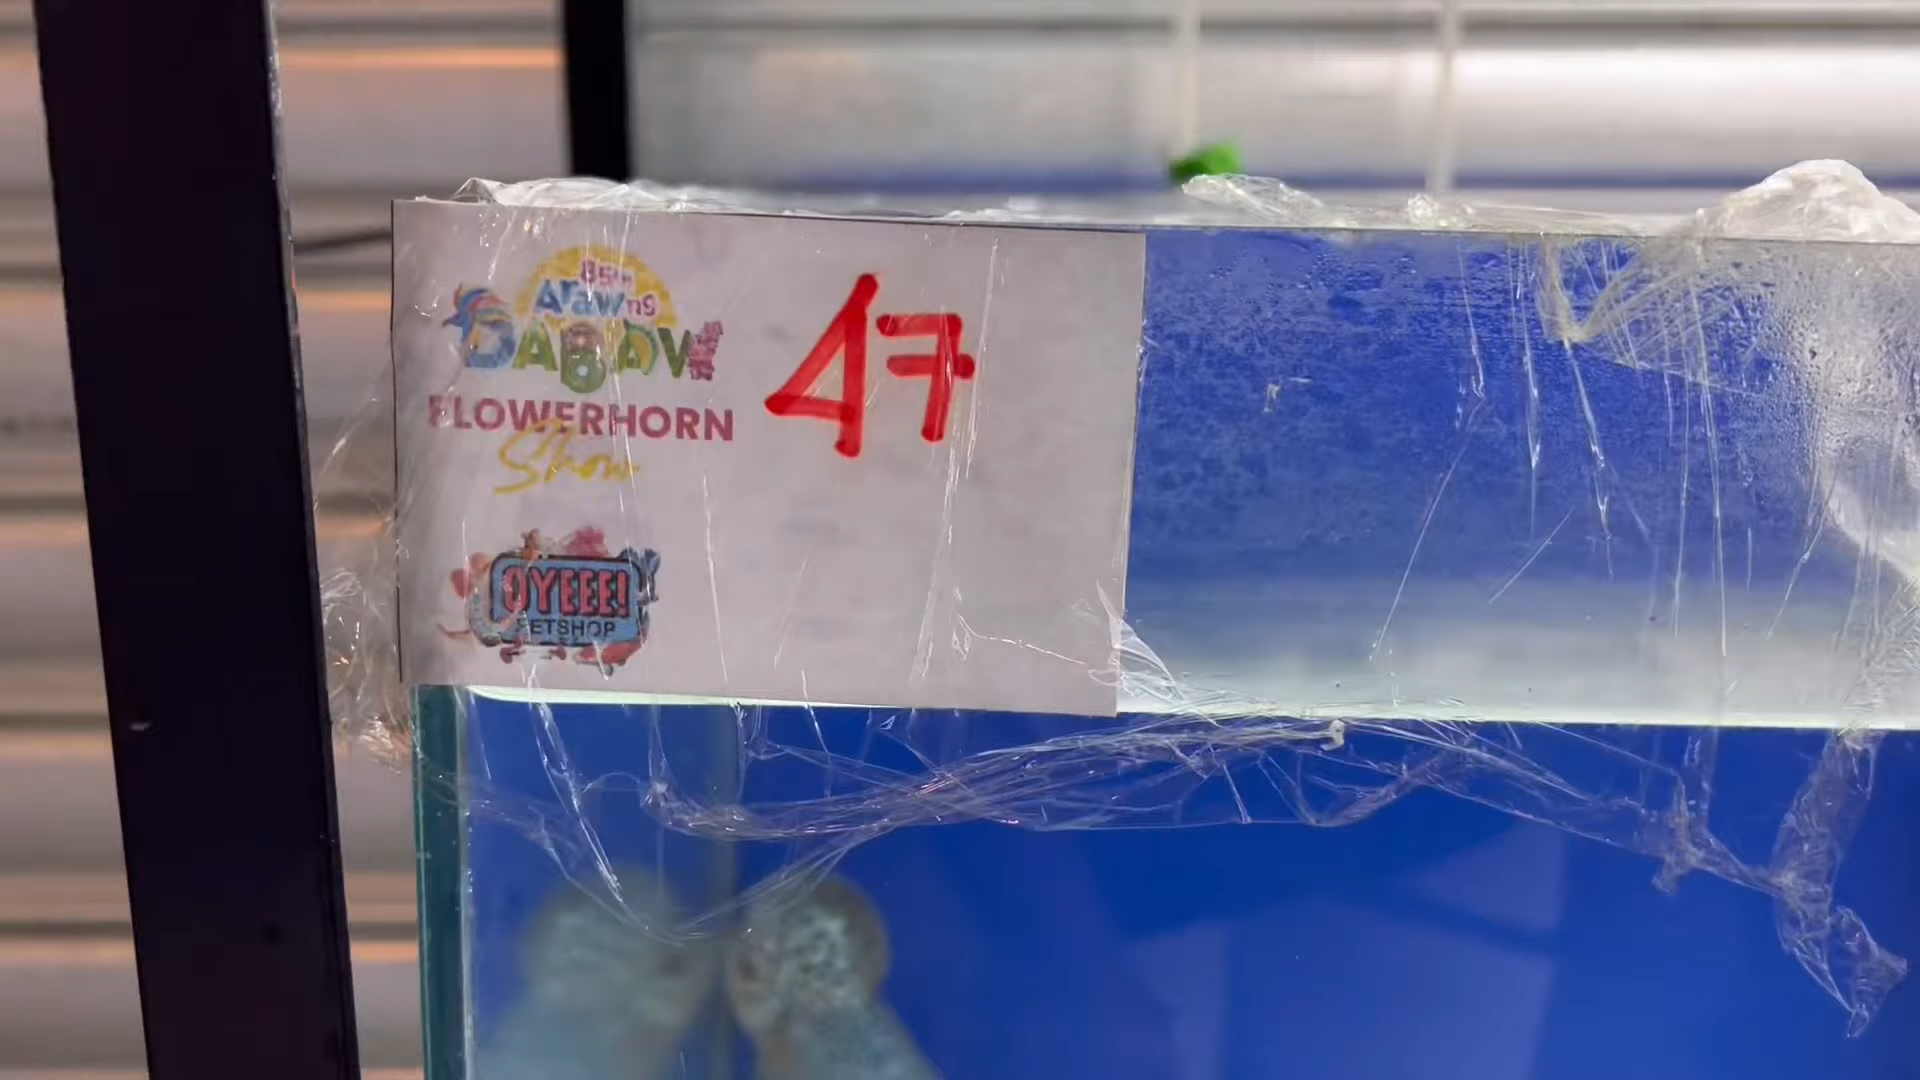 85th
Araw ng
DABAW
FLOWERHORN
Show
47
OYEEE!
PETSHOP